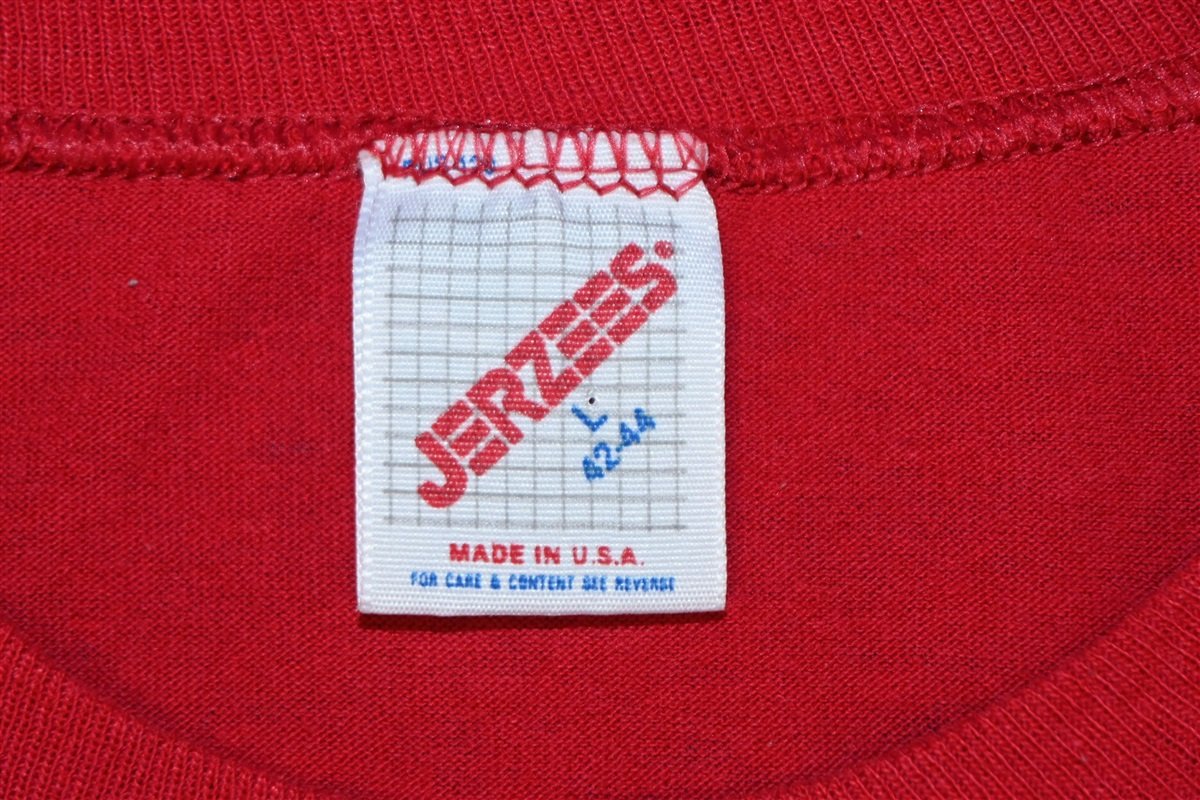 JERZEES
L
42-44
MADE IN U.S.A.
FOR CARE & CONTENT SEE REVERSE